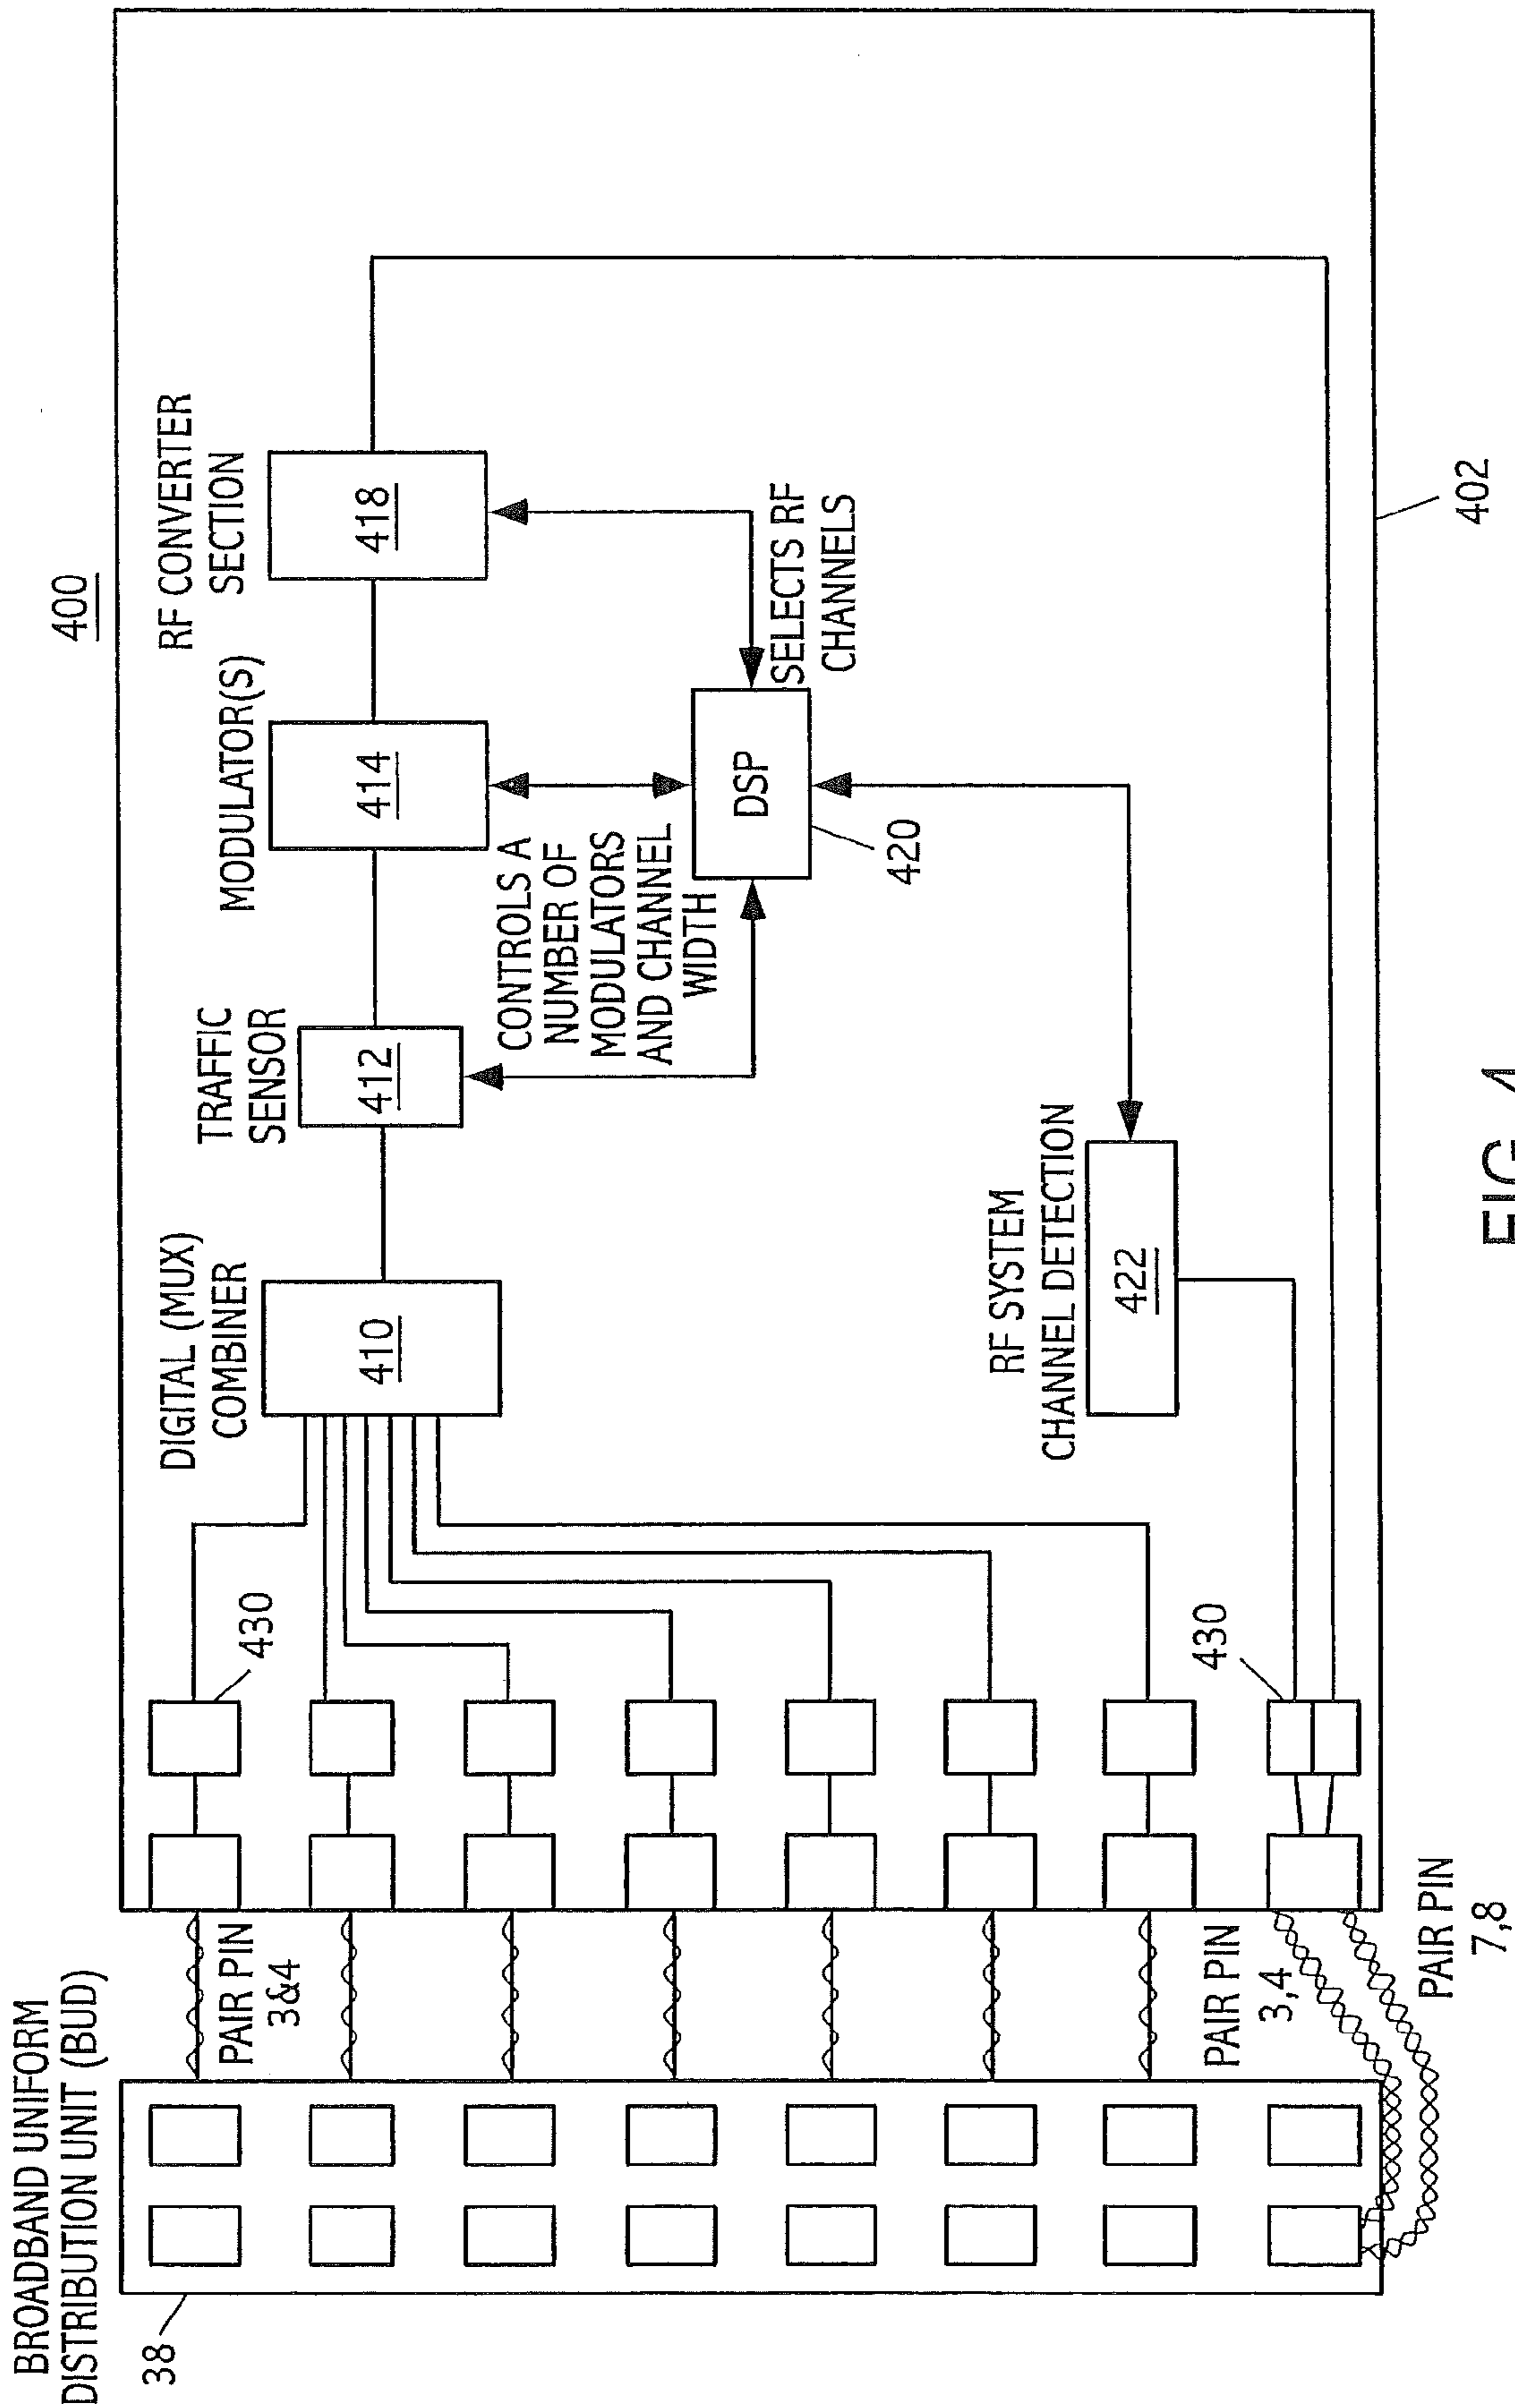 400
BROADBAND UNIFORM
DISTRIBUTION UNIT (BUD)
38
PAIR PIN
3&4
430
DIGITAL (MUX)
COMBINER
410
TRAFFIC
SENSOR
412
MODULATOR(S)
414
RF CONVERTER
SECTION
418
CONTROLS A
NUMBER OF
MODULATORS
AND CHANNEL
WIDTH
DSP
420
SELECTS RF
CHANNELS
RF SYSTEM
CHANNEL DETECTION
422
430
PAIR PIN
3,4
PAIR PIN
7,8
402
FIG. 4